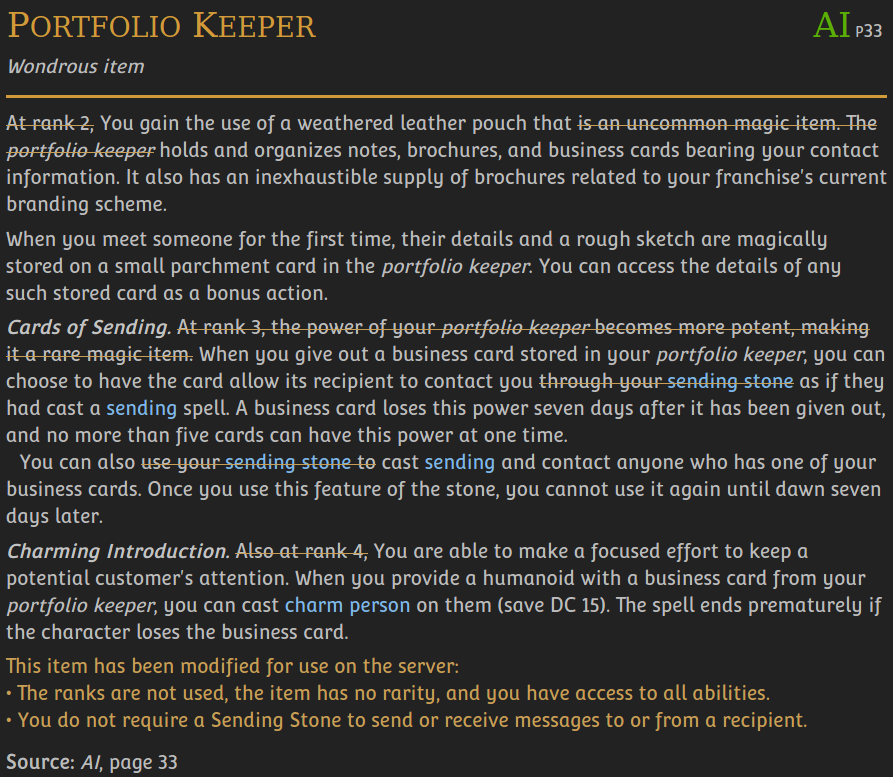 PORTFOLIO KEEPER AI P33
Wondrous item
At rank 2, You gain the use of a weathered leather pouch that is an uncommon magic item. The
portfolio keeper holds and organizes notes, brochures, and business cards bearing your contact
information. It also has an inexhaustible supply of brochures related to your franchise's current
branding scheme.
When you meet someone for the first time, their details and a rough sketch are magically
stored on a small parchment card in the portfolio keeper. You can access the details of any
such stored card as a bonus action.
Cards of Sending. At rank 3, the power of your portfolio keeper becomes more potent, making
it a rare magic item. When you give out a business card stored in your portfolio keeper, you can
choose to have the card allow its recipient to contact you through your sending stone as if they
had cast a sending spell. A business card loses this power seven days after it has been given out,
and no more than five cards can have this power at one time.
You can also use your sending stone to cast sending and contact anyone who has one of your
business cards. Once you use this feature of the stone, you cannot use it again until dawn seven
days later.
Charming Introduction. Also at rank 4, You are able to make a focused effort to keep a
potential customer's attention. When you provide a humanoid with a business card from your
portfolio keeper, you can cast charm person on them (save DC 15). The spell ends prematurely if
the character loses the business card.
This item has been modified for use on the server:
• The ranks are not used, the item has no rarity, and you have access to all abilities.
• You do not require a Sending Stone to send or receive messages to or from a recipient.
Source: AI, page 33